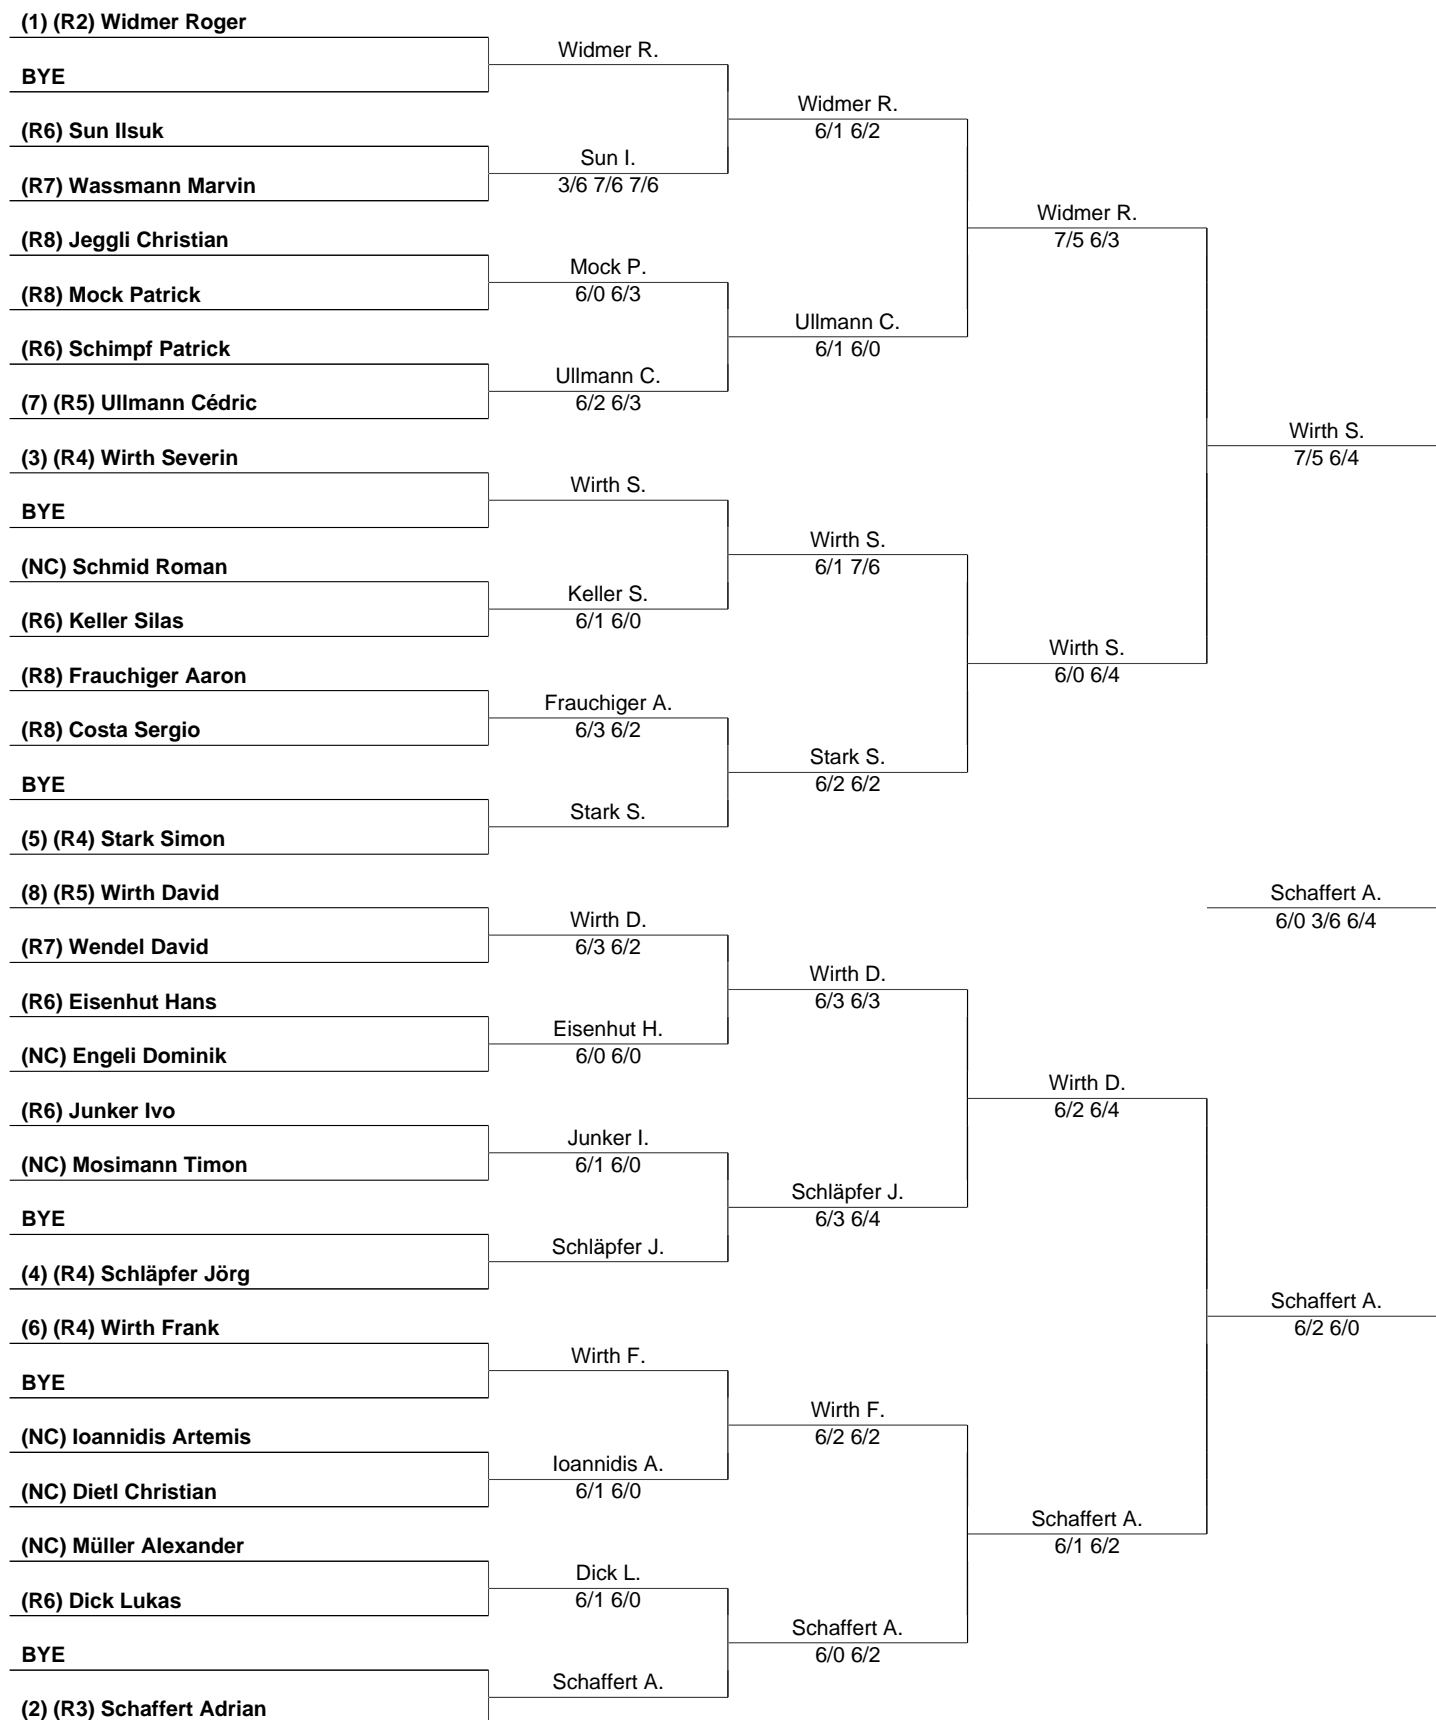 (1) (R2) Widmer Roger
Widmer R.
BYE
Widmer R.
6/1 6/2
(R6) Sun Ilsuk
Sun I.
3/6 7/6 7/6
(R7) Wassmann Marvin
Widmer R.
7/5 6/3
(R8) Jeggli Christian
Mock P.
6/0 6/3
(R8) Mock Patrick
Ullmann C.
6/1 6/0
(R6) Schimpf Patrick
Ullmann C.
6/2 6/3
(7) (R5) Ullmann Cédric
Wirth S.
7/5 6/4
(3) (R4) Wirth Severin
Wirth S.
BYE
Wirth S.
6/1 7/6
(NC) Schmid Roman
Keller S.
6/1 6/0
(R6) Keller Silas
Wirth S.
6/0 6/4
(R8) Frauchiger Aaron
Frauchiger A.
6/3 6/2
(R8) Costa Sergio
Stark S.
6/2 6/2
BYE
Stark S.
(5) (R4) Stark Simon
(8) (R5) Wirth David
Schaffert A.
6/0 3/6 6/4
Wirth D.
6/3 6/2
(R7) Wendel David
Wirth D.
6/3 6/3
(R6) Eisenhut Hans
Eisenhut H.
6/0 6/0
(NC) Engeli Dominik
Wirth D.
6/2 6/4
(R6) Junker Ivo
Junker I.
6/1 6/0
(NC) Mosimann Timon
Schläpfer J.
6/3 6/4
BYE
Schläpfer J.
(4) (R4) Schläpfer Jörg
Schaffert A.
6/2 6/0
(6) (R4) Wirth Frank
Wirth F.
BYE
Wirth F.
6/2 6/2
(NC) Ioannidis Artemis
Ioannidis A.
6/1 6/0
(NC) Dietl Christian
Schaffert A.
6/1 6/2
(NC) Müller Alexander
Dick L.
6/1 6/0
(R6) Dick Lukas
Schaffert A.
6/0 6/2
BYE
Schaffert A.
(2) (R3) Schaffert Adrian